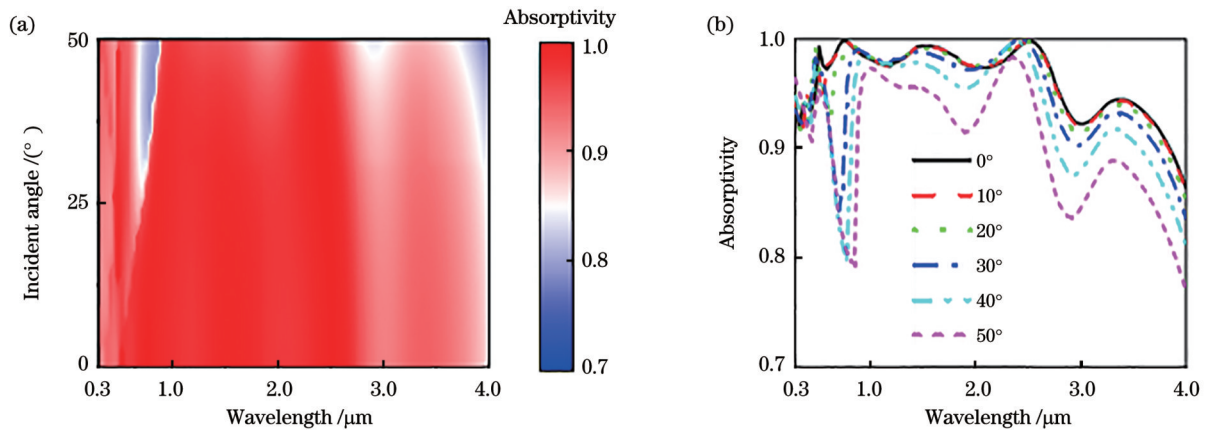 (a)
Absorptivity
50
25
0
Incident angle /(°)
0.3 1.0 2.0 3.0 4.0
Wavelength /μm
1.0
0.9
0.8
0.7
(b)
1.0
0.9
0.8
0.7
Absorptivity
0°
10°
20°
30°
40°
50°
0.3 1.0 2.0 3.0 4.0
Wavelength /μm